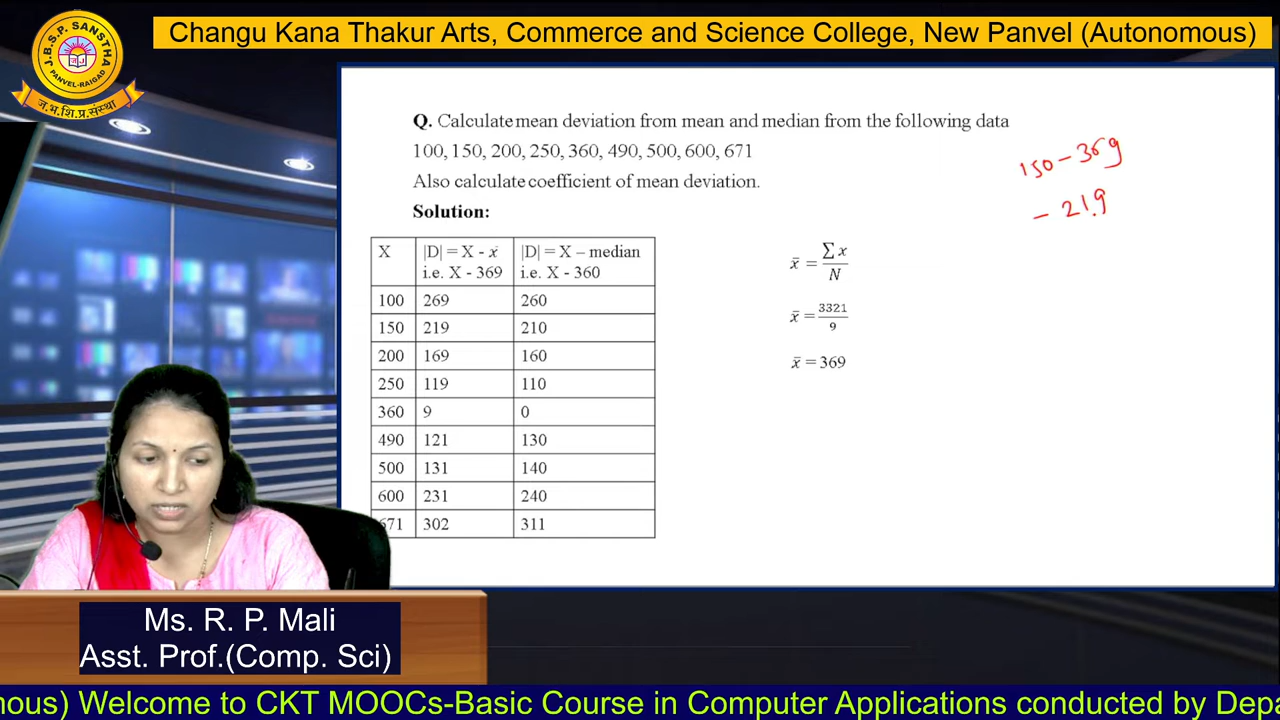 Changu Kana Thakur Arts, Commerce and Science College, New Panvel (Autonomous)
J.B.S.P. SANSTHA
PANVEL-RAIGAD
ज.भ.शि.प्र.संस्था
Q. Calculate mean deviation from mean and median from the following data
100, 150, 200, 250, 360, 490, 500, 600, 671
Also calculate coefficient of mean deviation.
Solution:
150 - 369
- 219
X |D| = X - x̄ |D| = X – median
i.e. X - 369 i.e. X - 360
100 269 260
150 219 210
200 169 160
250 119 110
360 9 0
490 121 130
500 131 140
600 231 240
671 302 311
x̄ = ∑ x / N
x̄ = 3321 / 9
x̄ = 369
Ms. R. P. Mali
Asst. Prof.(Comp. Sci)
nous) Welcome to CKT MOOCs-Basic Course in Computer Applications conducted by Depa